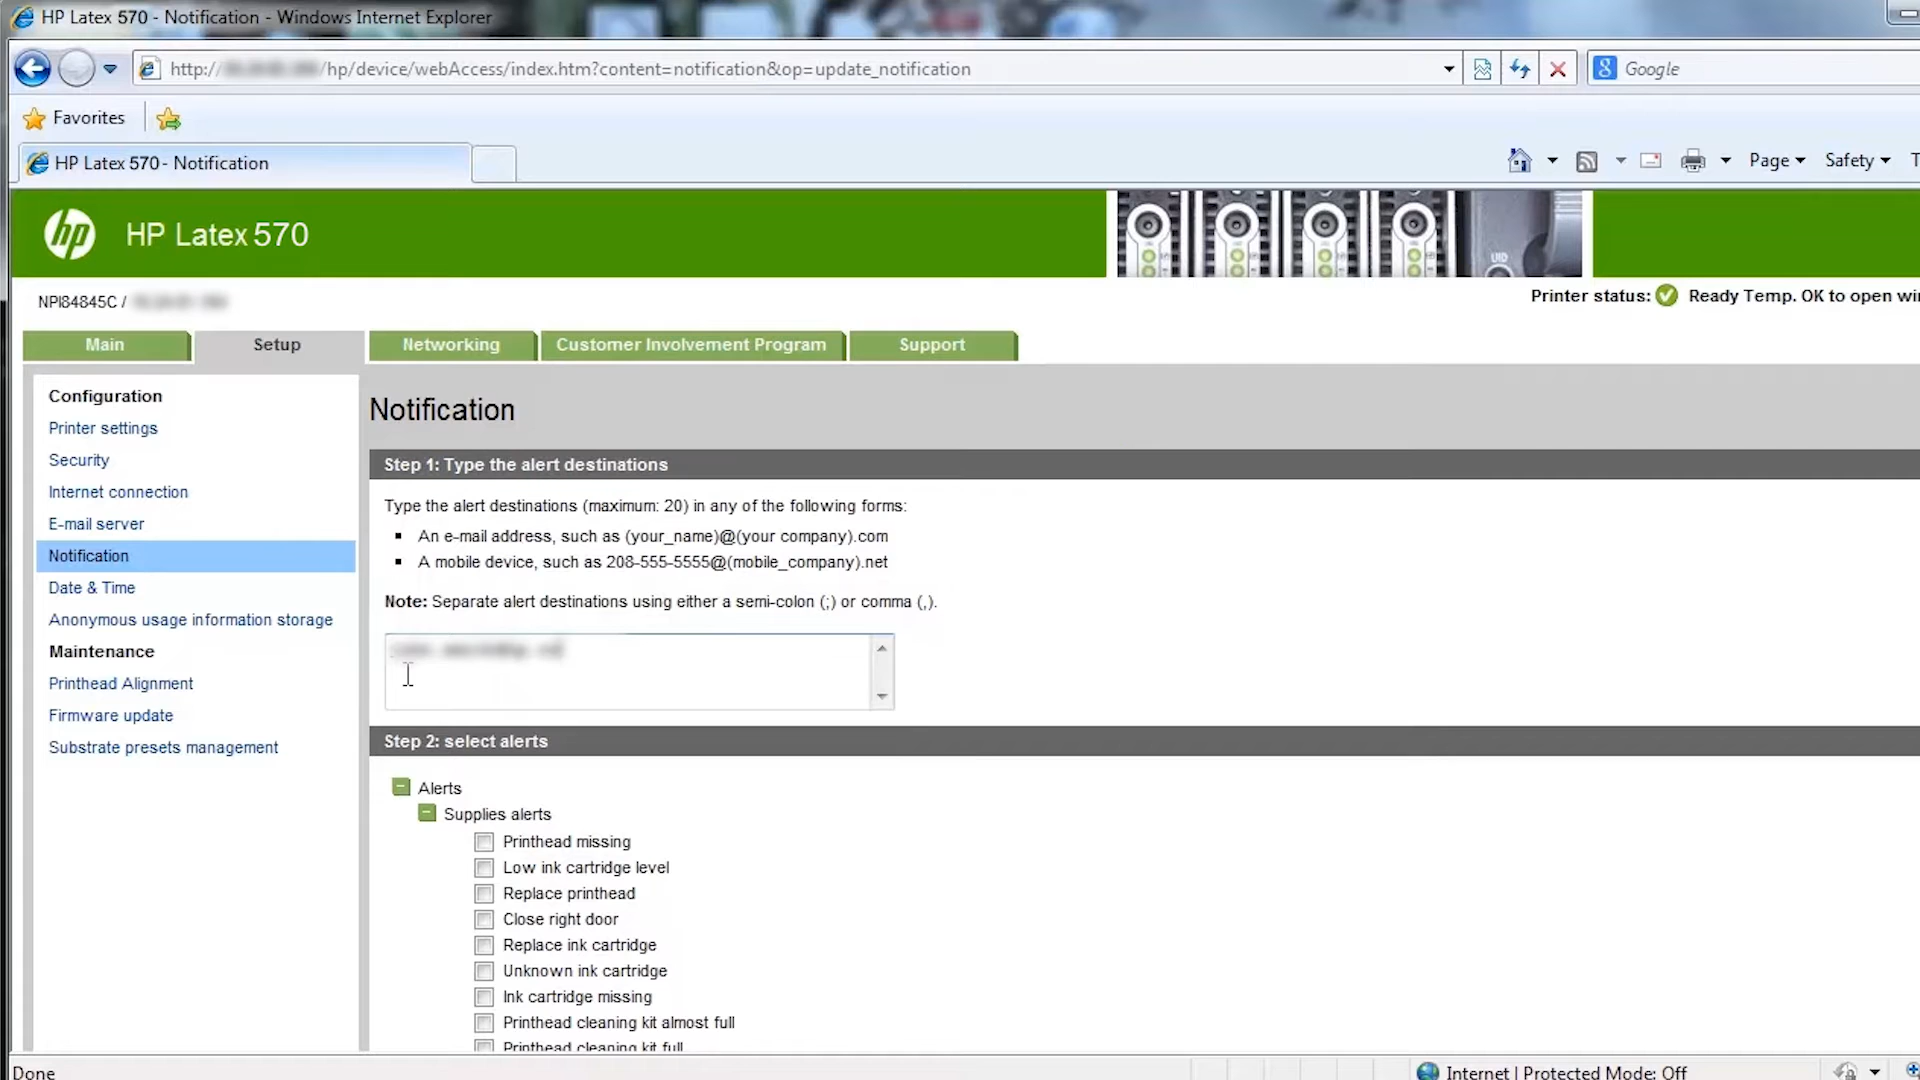 HP Latex 570 - Notification - Windows Internet Explorer
http:// /hp/device/webAccess/index.htm?content=notification&op=update_notification
Google
Favorites
HP Latex 570 - Notification
Page
Safety
hp
HP Latex 570
UID
NPI84845C /
Printer status: Ready Temp. OK to open
Main
Setup
Networking
Customer Involvement Program
Support
Configuration
Printer settings
Security
Internet connection
E-mail server
Notification
Date & Time
Anonymous usage information storage
Maintenance
Printhead Alignment
Firmware update
Substrate presets management
Notification
Step 1: Type the alert destinations
Type the alert destinations (maximum: 20) in any of the following forms:
An e-mail address, such as (your_name)@(your company).com
A mobile device, such as 208-555-5555@(mobile_company).net
Note: Separate alert destinations using either a semi-colon (;) or comma (,).
Step 2: select alerts
Alerts
Supplies alerts
Printhead missing
Low ink cartridge level
Replace printhead
Close right door
Replace ink cartridge
Unknown ink cartridge
Ink cartridge missing
Printhead cleaning kit almost full
Printhead cleaning kit full
Done
Internet | Protected Mode: Off